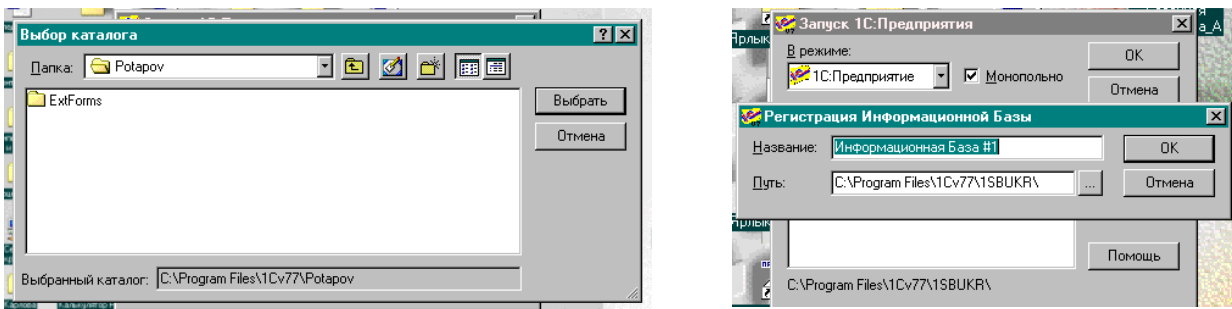 Выбор каталога
Папка: Potapov
ExtForms
Выбрать
Отмена
Выбранный каталог: C:\Program Files\1Cv77\Potapov
Запуск 1С:Предприятия
В режиме:
1С:Предприятие
Монопольно
OK
Отмена
Регистрация Информационной Базы
Название: Информационная База #1
OK
Путь: C:\Program Files\1Cv77\1SBUKR\ ...
Отмена
Помощь
C:\Program Files\1Cv77\1SBUKR\